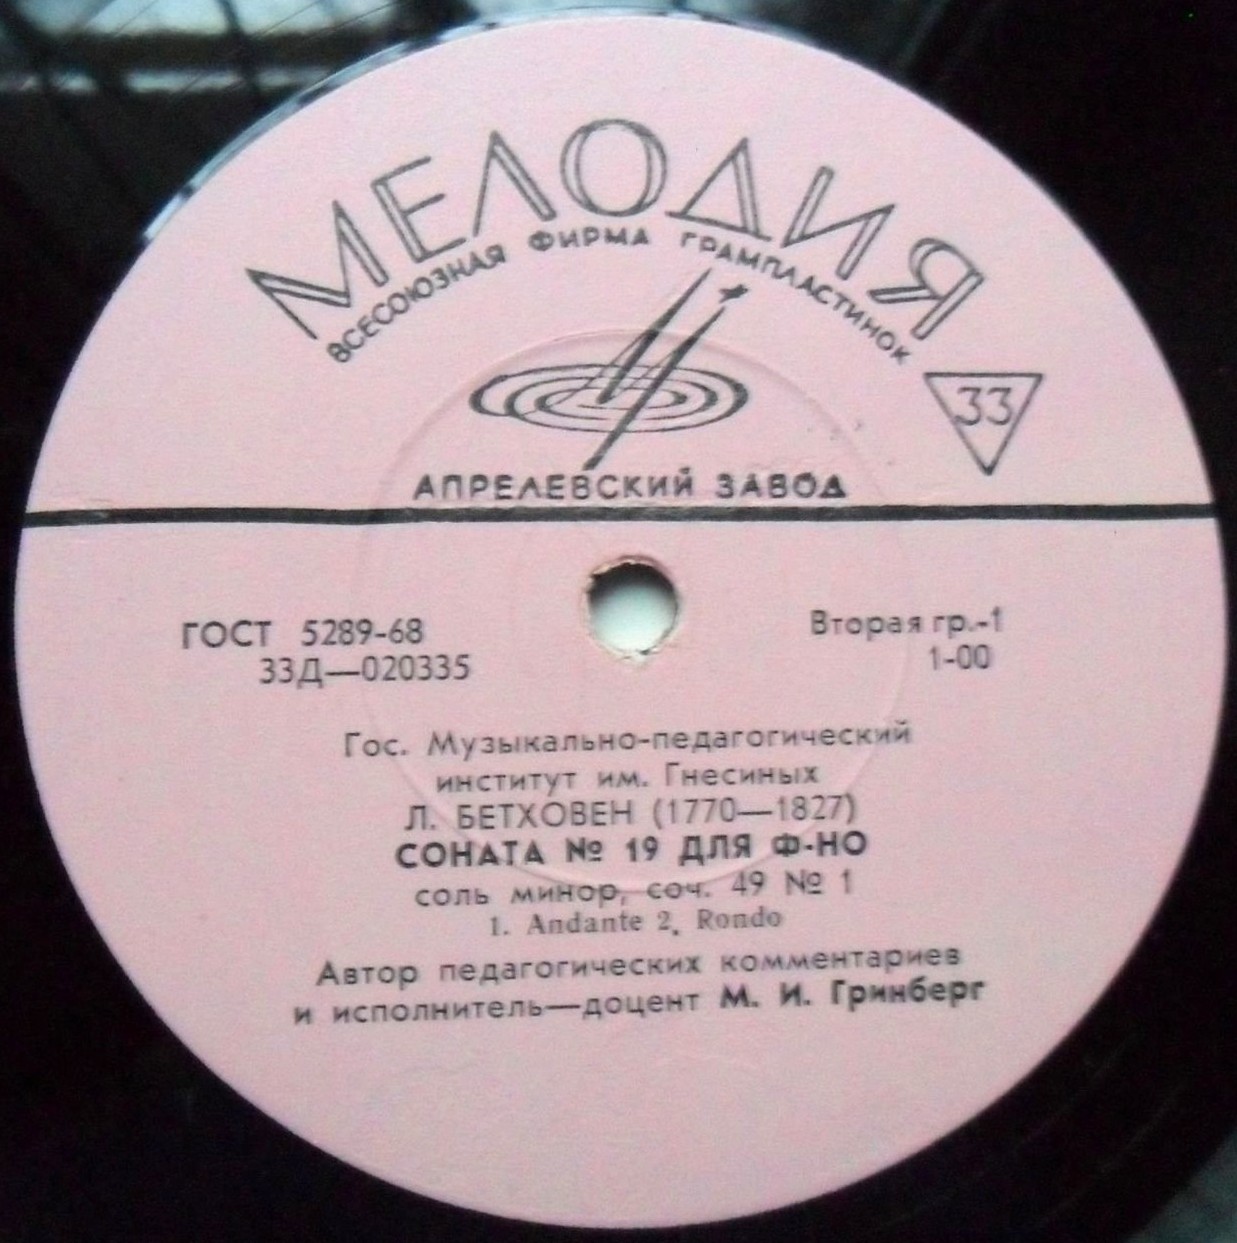 МЕЛОДИЯ
ВСЕСОЮЗНАЯ ФИРМА ГРАМПЛАСТИНОК
33
АПРЕЛЕВСКИЙ ЗАВОД
ГОСТ 5289-68
Вторая гр.-1
33Д—020335
1-00
Гос. Музыкально-педагогический
институт им. Гнесиных
Л. БЕТХОВЕН (1770—1827)
СОНАТА № 19 ДЛЯ Ф-НО
соль минор, соч. 49 № 1
1. Andante 2. Rondo
Автор педагогических комментариев
и исполнитель—доцент М. И. Гринберг